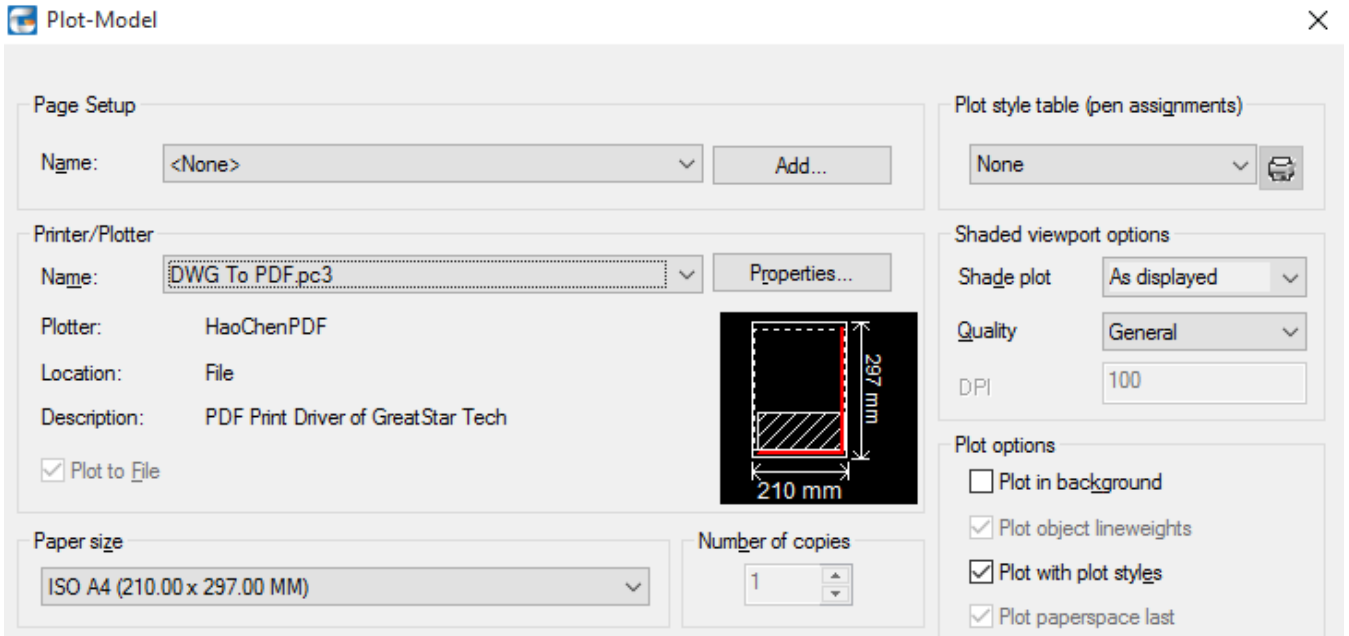 Plot-Model
Page Setup
Name:
<None>
Add...
Printer/Plotter
Name:
DWG To PDF.pc3
Properties...
Plotter:
HaoChenPDF
Location:
File
Description:
PDF Print Driver of GreatStar Tech
Plot to File
297 mm
210 mm
Paper size
ISO A4 (210.00 x 297.00 MM)
Number of copies
1
Plot style table (pen assignments)
None
Shaded viewport options
Shade plot
As displayed
Quality
General
DPI
100
Plot options
Plot in background
Plot object lineweights
Plot with plot styles
Plot paperspace last